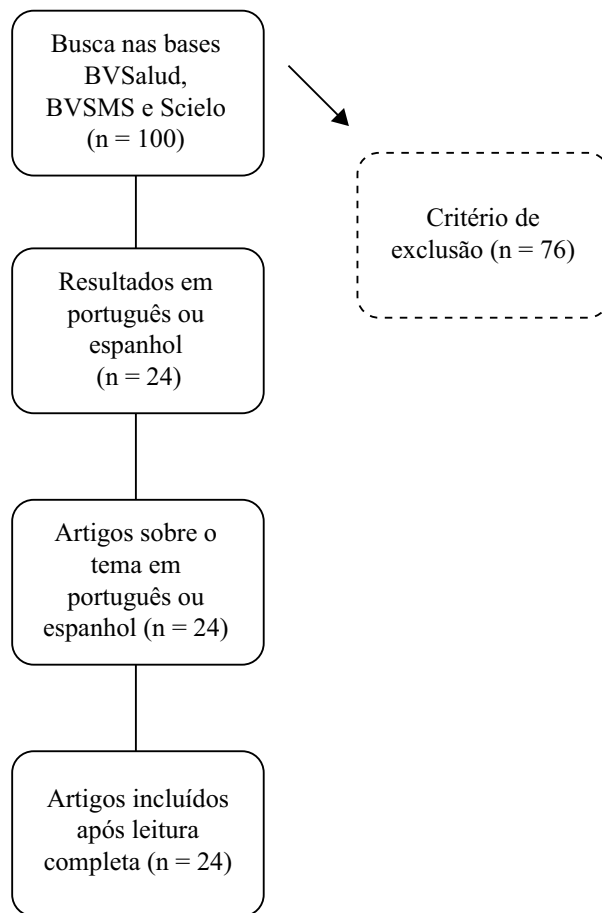 Busca nas bases
BVSalud,
BVSMS e Scielo
(n = 100)
Critério de
exclusão (n = 76)
Resultados em
português ou
espanhol
(n = 24)
Artigos sobre o
tema em
português ou
espanhol (n = 24)
Artigos incluídos
após leitura
completa (n = 24)